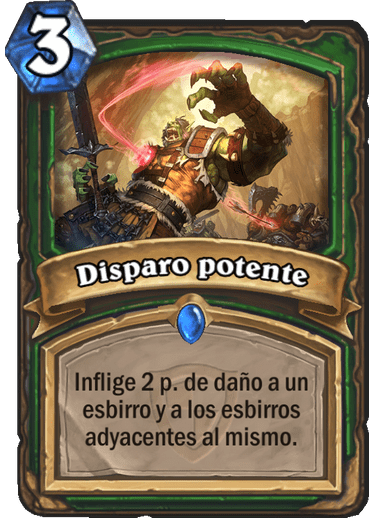 3
Disparo potente
Inflige 2 p. de daño a un
esbirro y a los esbirros
adyacentes al mismo.